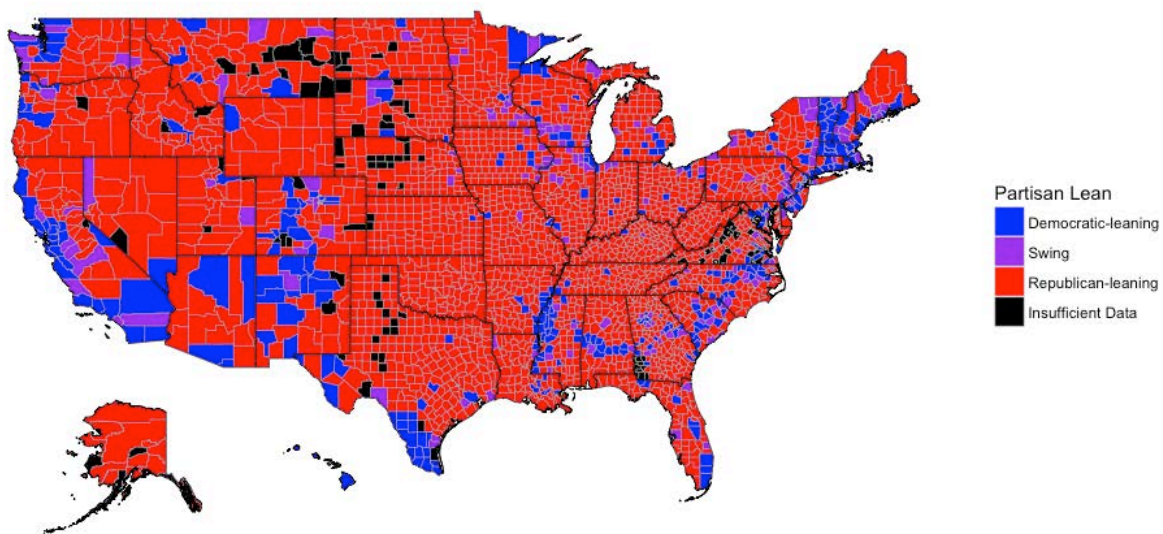 Partisan Lean
Democratic-leaning
Swing
Republican-leaning
Insufficient Data